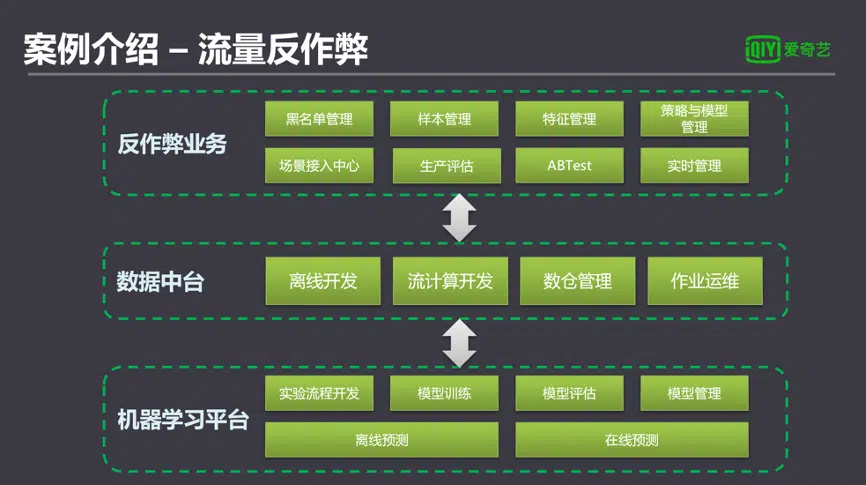 案例介绍 – 流量反作弊
iQIY 爱奇艺
反作弊业务
黑名单管理
样本管理
特征管理
策略与模型
管理
场景接入中心
生产评估
ABTest
实时管理
数据中台
离线开发
流计算开发
数仓管理
作业运维
机器学习平台
实验流程开发
模型训练
模型评估
模型管理
离线预测
在线预测